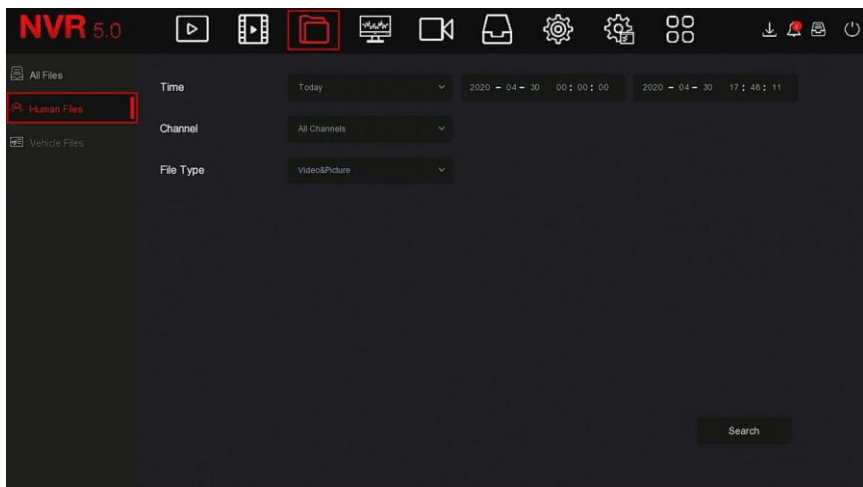 NVR 5.0
All Files
Human Files
Vehicle Files
Time
Today
2020 - 04 - 30 00 : 00 : 00
2020 - 04 - 30 17 : 46 : 11
Channel
All Channels
File Type
Video&Picture
Search